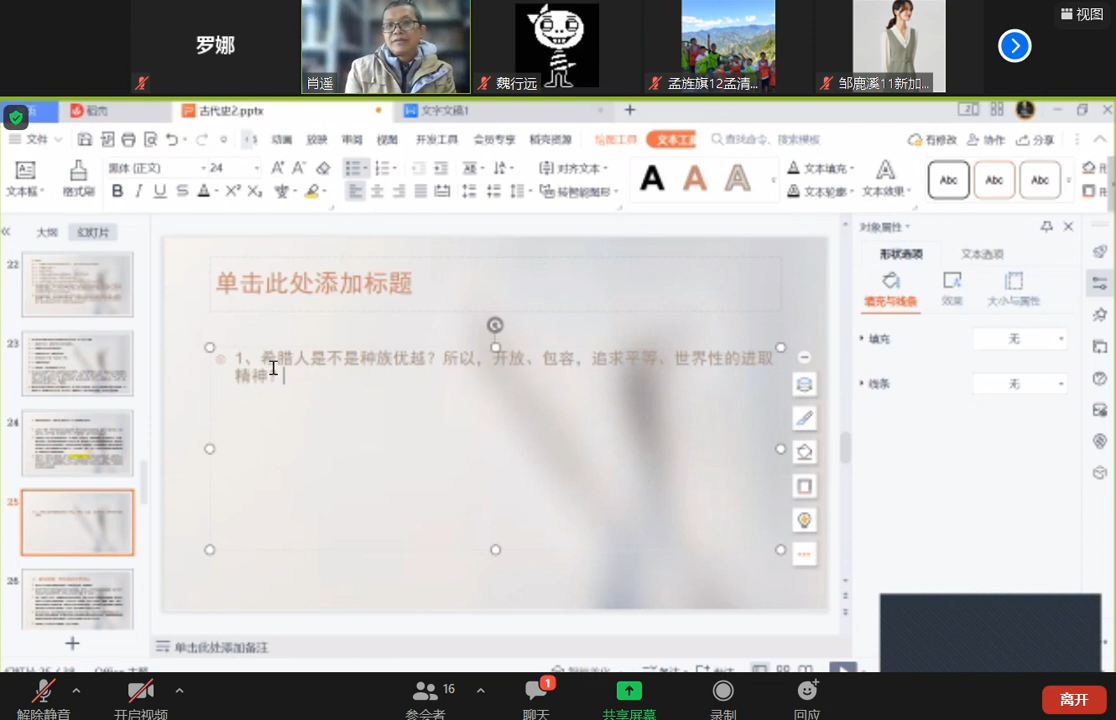 视图
罗娜
肖遥
魏行远
孟旌旗12孟清...
邹鹿溪11新加...
稻壳
古代史2.pptx
文字文稿1
文件
动画
放映
审阅
视图
开发工具
会员专享
稻壳资源
绘图工具
文本工具
查找命令、搜索模板
有修改
协作
分享
文本框
格式刷
黑体 (正文)
24
对齐文本
转智能图形
A A A
文本填充
文本轮廓
文本效果
Abc
Abc
Abc
大纲
幻灯片
对象属性
形状选项
文本选项
填充与线条
效果
大小与属性
填充
无
线条
无
22
23
24
25
26
单击此处添加标题
1、希腊人是不是种族优越？所以，开放、包容，追求平等、世界性的进取
精神？
单击此处添加备注
解除静音
开启视频
参会者
16
聊天
1
共享屏幕
录制
回应
离开